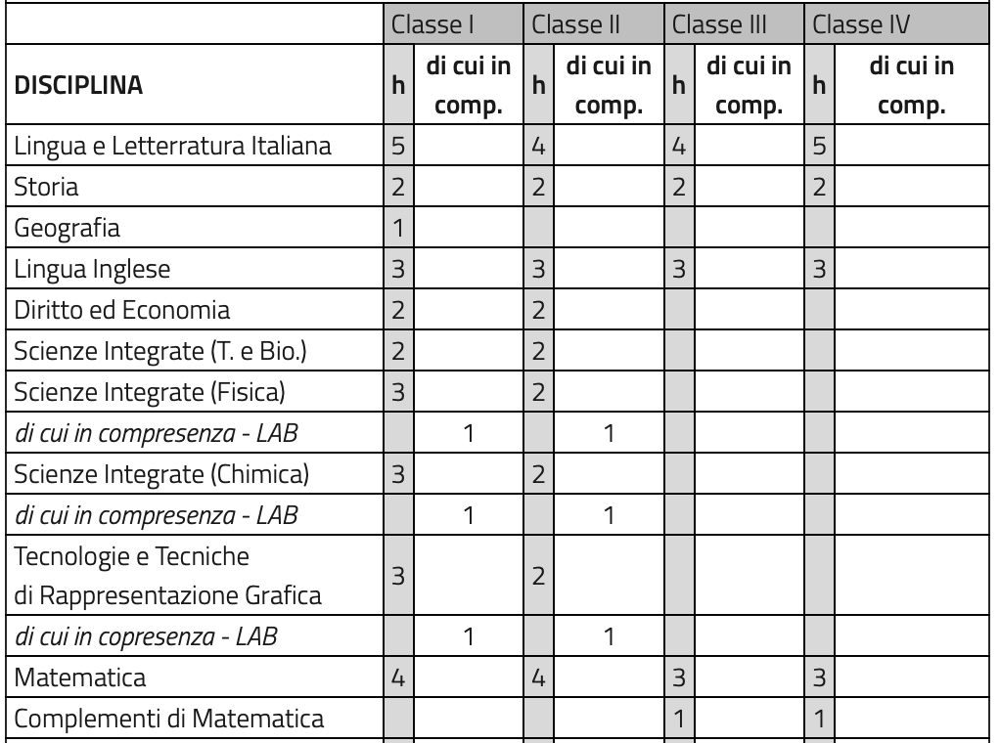 Classe I Classe II Classe III Classe IV
DISCIPLINA h di cui in comp. h di cui in comp. h di cui in comp. h di cui in comp.
Lingua e Letterratura Italiana 5 4 4 5
Storia 2 2 2 2
Geografia 1
Lingua Inglese 3 3 3 3
Diritto ed Economia 2 2
Scienze Integrate (T. e Bio.) 2 2
Scienze Integrate (Fisica) 3 2
di cui in compresenza - LAB 1 1
Scienze Integrate (Chimica) 3 2
di cui in compresenza - LAB 1 1
Tecnologie e Tecniche
di Rappresentazione Grafica 3 2
di cui in copresenza - LAB 1 1
Matematica 4 4 3 3
Complementi di Matematica 1 1